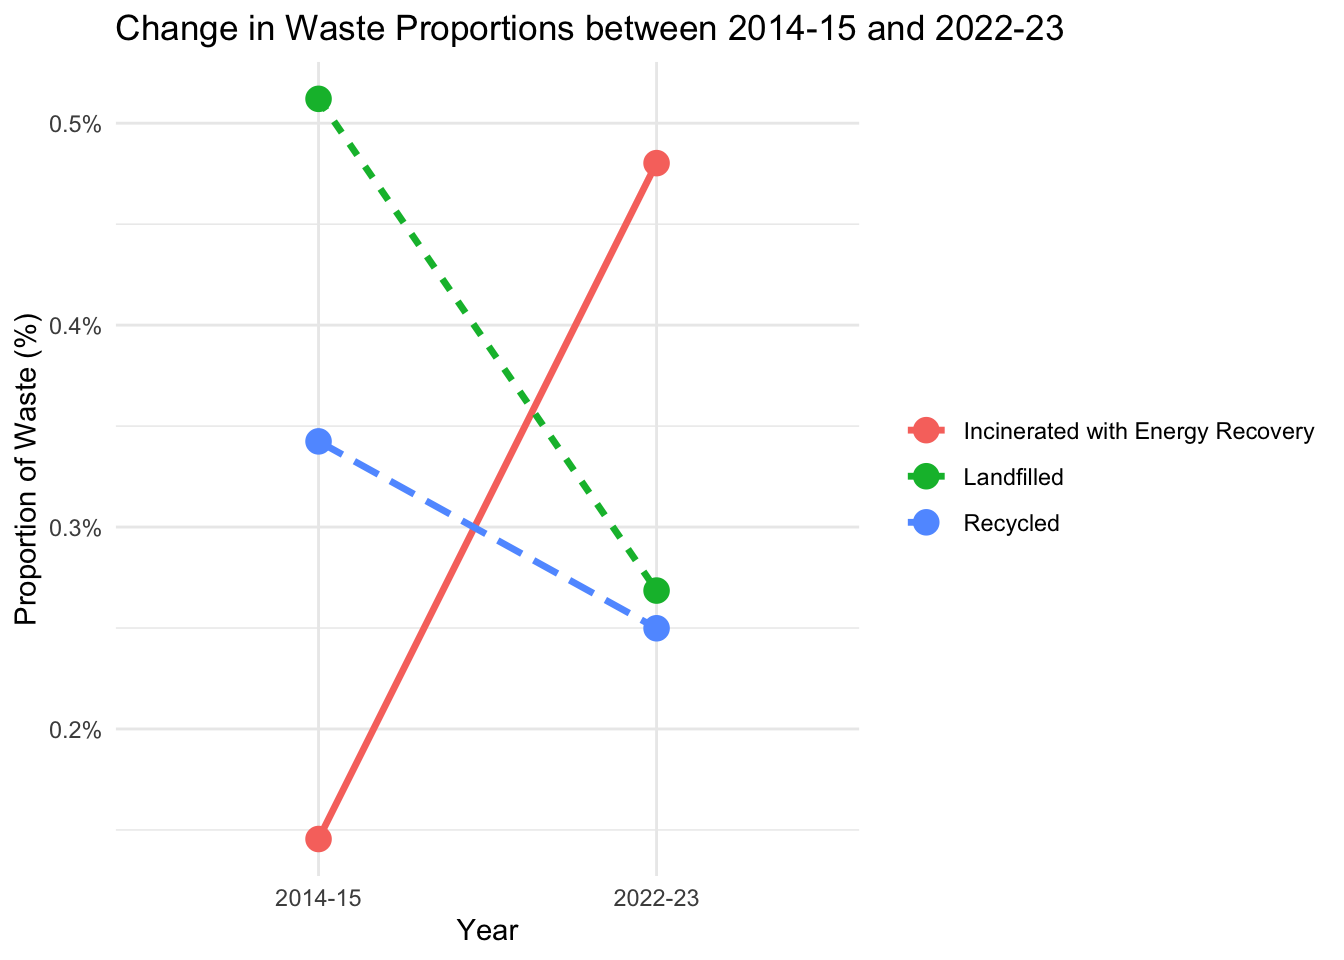 Change in Waste Proportions between 2014-15 and 2022-23
Proportion of Waste (%)
0.5%
0.4%
0.3%
0.2%
2014-15
2022-23
Year
Incinerated with Energy Recovery
Landfilled
Recycled